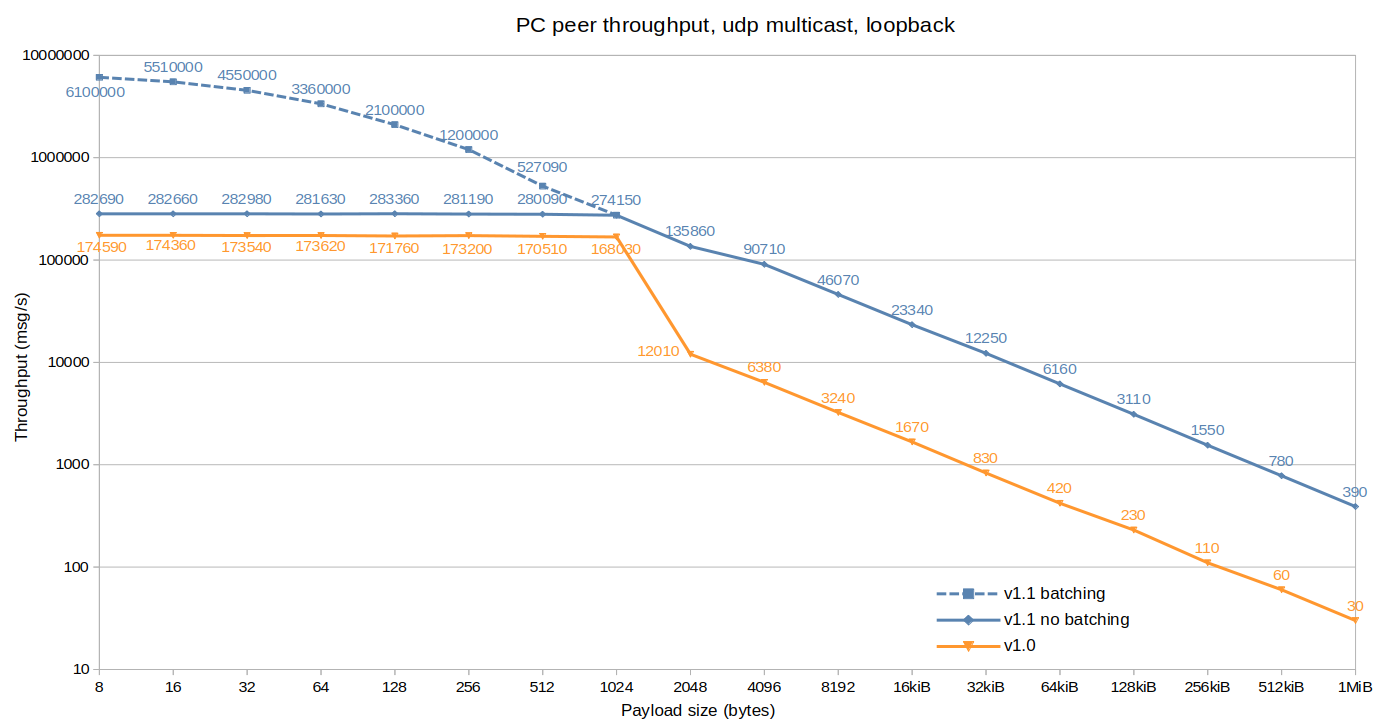 PC peer throughput, udp multicast, loopback
Throughput (msg/s)
10000000
1000000
100000
10000
1000
100
10
6100000 5510000 4550000 3360000 2100000 1200000 527090
282690 282660 282980 281630 283360 281190 280090 274150 135860 90710 46070 23340 12250 6160 3110 1550 780 390
174590 174360 173540 173620 171760 173200 170510 168030 12010 6380 3240 1670 830 420 230 110 60 30
v1.1 batching
v1.1 no batching
v1.0
8 16 32 64 128 256 512 1024 2048 4096 8192 16kiB 32kiB 64kiB 128kiB 256kiB 512kiB 1MiB
Payload size (bytes)